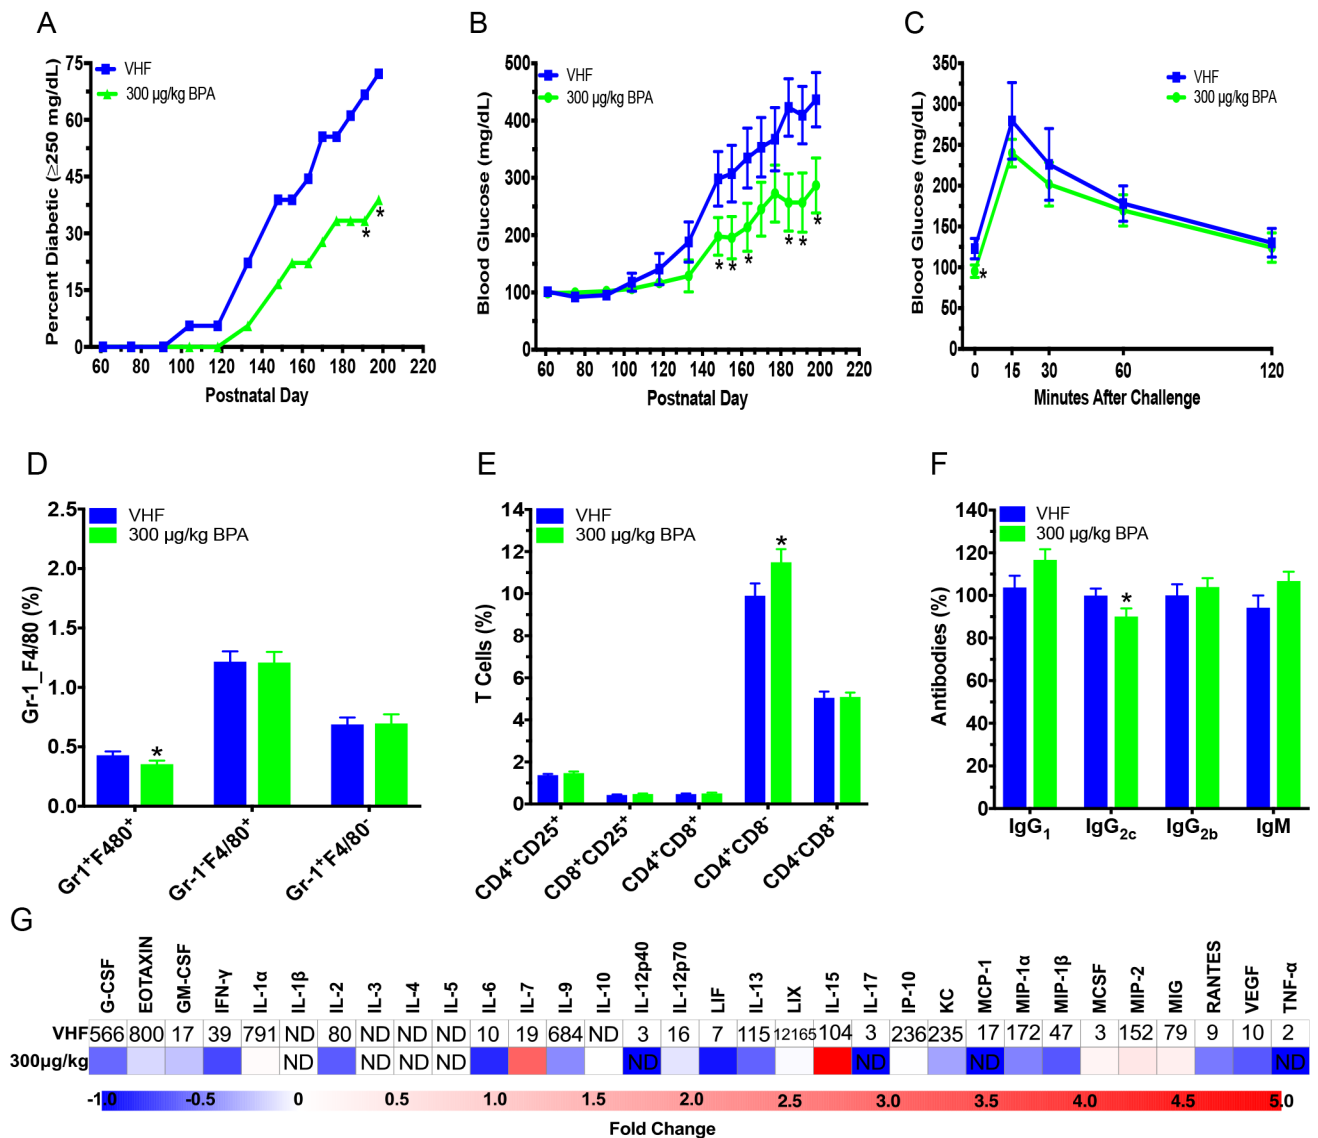 A
VHF
300 µg/kg BPA
Percent Diabetic (≥250 mg/dL)
75
60
45
30
15
0
*
*
60 80 100 120 140 160 180 200 220
Postnatal Day
B
VHF
300 µg/kg BPA
Blood Glucose (mg/dL)
500
400
300
200
100
0
* * * * * *
60 80 100 120 140 160 180 200 220
Postnatal Day
C
VHF
300 µg/kg BPA
Blood Glucose (mg/dL)
350
300
250
200
150
100
50
0
*
0 15 30 60 120
Minutes After Challenge
D
VHF
300 µg/kg BPA
Gr-1_F4/80 (%)
2.5
2.0
1.5
1.0
0.5
0.0
*
Gr1⁺F480⁺
Gr-1⁻F4/80⁺
Gr-1⁺F4/80⁻
E
VHF
300 µg/kg BPA
T Cells (%)
14
12
10
8
6
4
2
0
*
CD4⁺CD25⁺
CD8⁺CD25⁺
CD4⁺CD8⁺
CD4⁺CD8⁻
CD4⁻CD8⁺
F
VHF
300 µg/kg BPA
Antibodies (%)
140
120
100
80
60
40
20
0
*
IgG₁ IgG₂c IgG₂b IgM
G
G-CSF EOTAXIN GM-CSF IFN-γ IL-1α IL-1β IL-2 IL-3 IL-4 IL-5 IL-6 IL-7 IL-9 IL-10 IL-12p40 IL-12p70 LIF IL-13 LIX IL-15 IL-17 IP-10 KC MCP-1 MIP-1α MIP-1β MCSF MIP-2 MIG RANTES VEGF TNF-α
VHF 566 800 17 39 791 ND 80 ND ND ND 10 19 684 ND 3 16 7 115 12165 104 3 236 235 17 172 47 3 152 79 9 10 2
300µg/kg ND ND ND ND ND ND ND ND
-1.0 -0.5 0 0.5 1.0 1.5 2.0 2.5 3.0 3.5 4.0 4.5 5.0
Fold Change